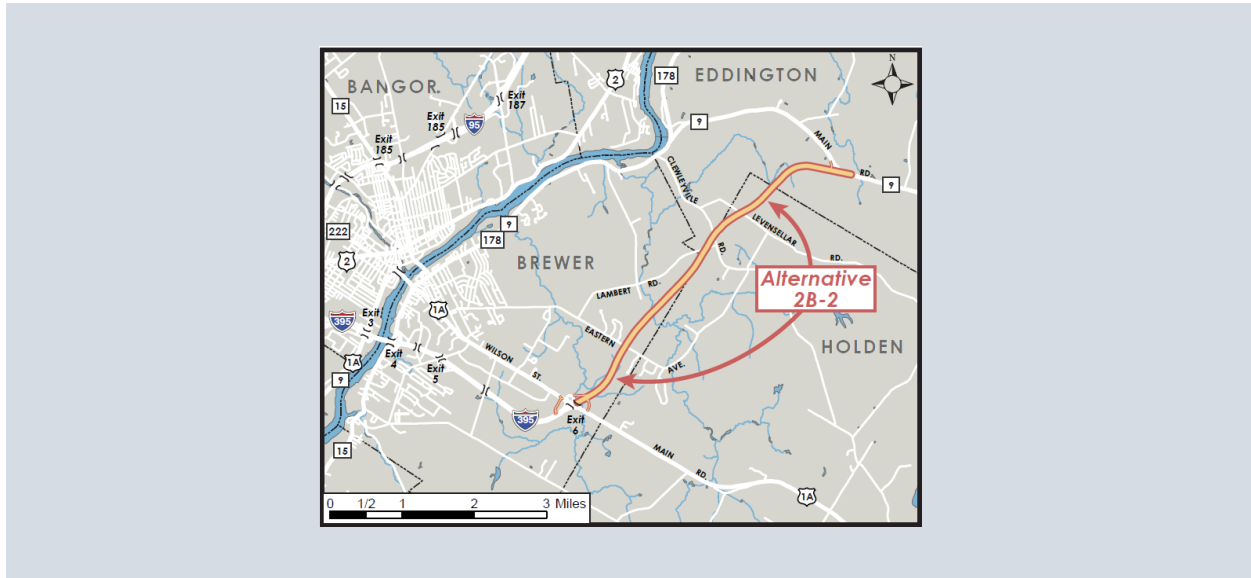 N
178
EDDINGTON
2
BANGOR
Exit
187
15
9
95
Exit
185
MAIN
Exit
185
RD.
9
CLEWLEYVILLE
RD.
222
9
178
LEVENSELLAR
RD.
2
BREWER
LAMBERT RD.
Alternative
2B-2
1A
Exit
3
395
EASTERN
AVE.
HOLDEN
WILSON
ST.
1A
Exit
4
Exit
5
9
395
Exit
6
MAIN
RD.
15
1A
0 1/2 1 2 3 Miles